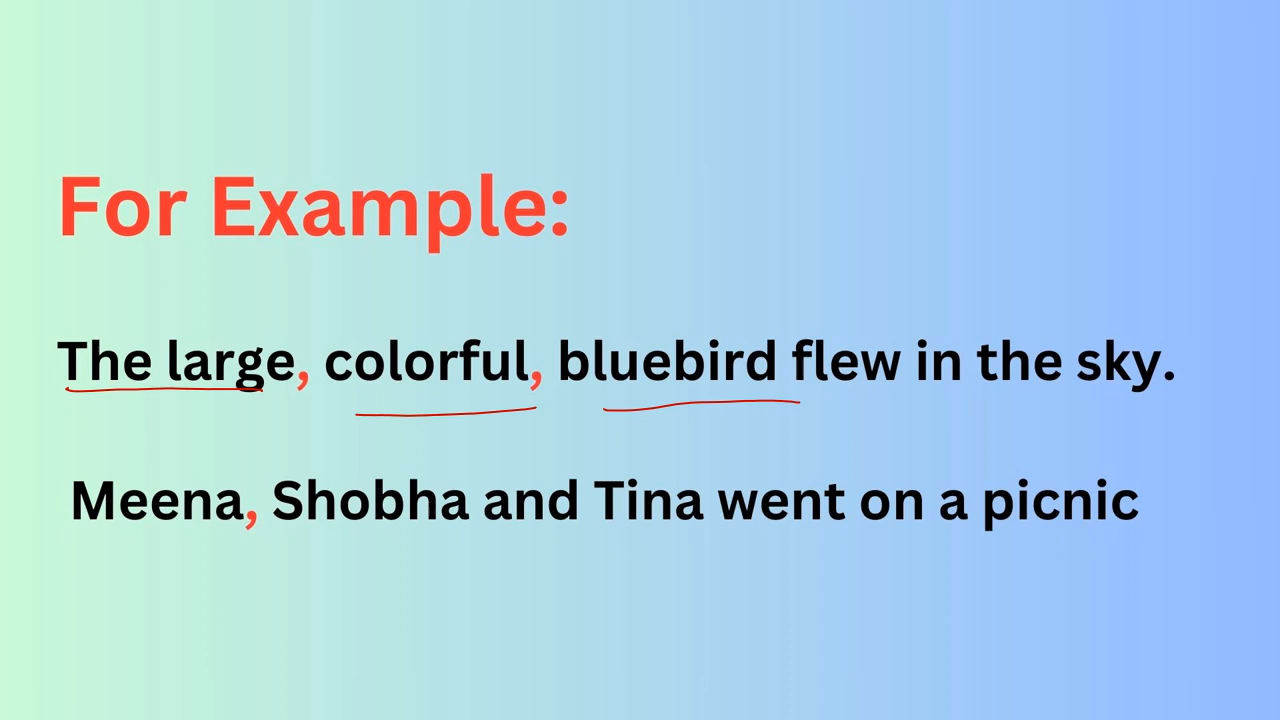 For Example:
The large, colorful, bluebird flew in the sky.
Meena, Shobha and Tina went on a picnic